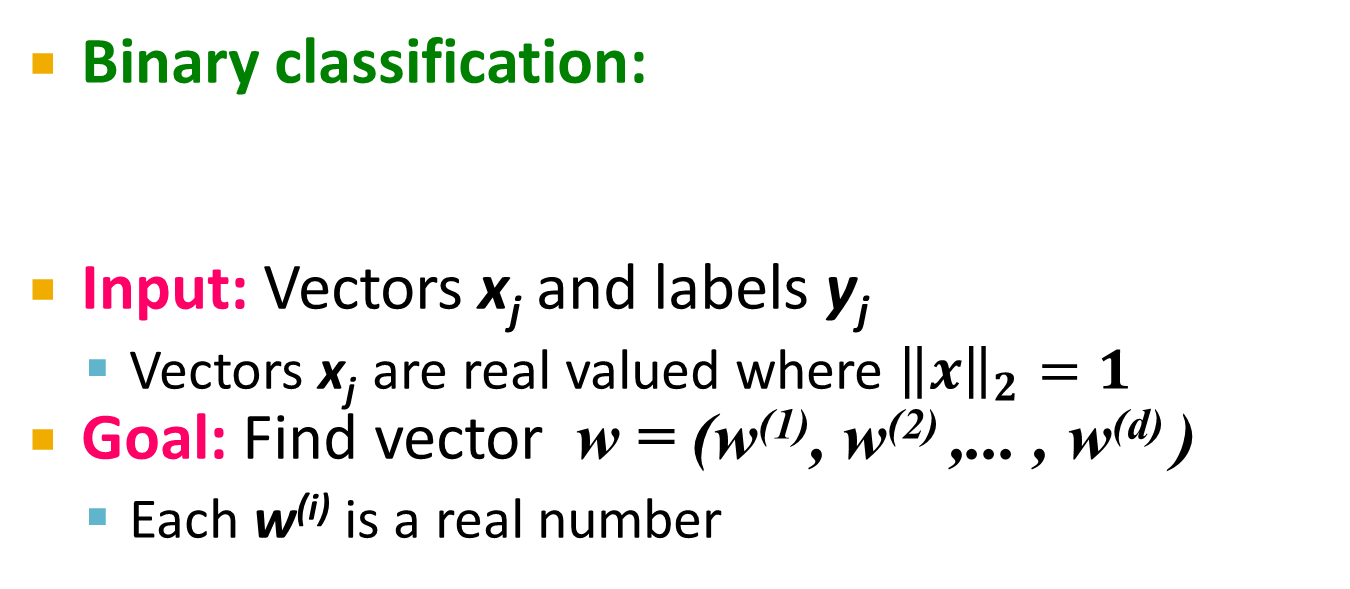 ▪ Binary classification:
▪ Input: Vectors xⱼ and labels yⱼ
▪ Vectors xⱼ are real valued where ‖x‖₂ = 1
▪ Goal: Find vector w = (w⁽¹⁾, w⁽²⁾ ,... , w⁽ᵈ⁾ )
▪ Each w⁽ⁱ⁾ is a real number